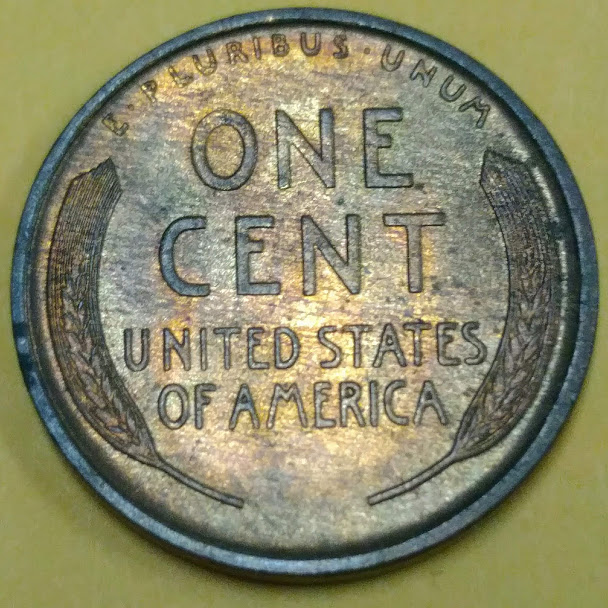 E · PLURIBUS · UNUM
ONE
CENT
UNITED STATES
OF AMERICA